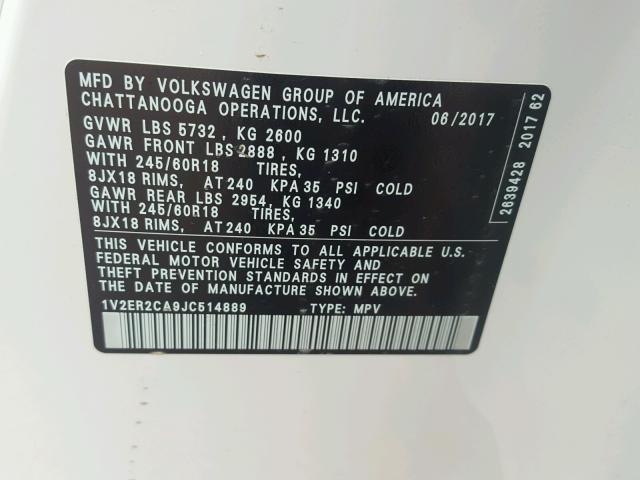 MFD BY VOLKSWAGEN GROUP OF AMERICA
CHATTANOOGA OPERATIONS, LLC. 06/2017
GVWR LBS 5732 , KG 2600
GAWR FRONT LBS 2888 , KG 1310
WITH 245/60R18 TIRES,
8JX18 RIMS, AT 240 KPA 35 PSI COLD
GAWR REAR LBS 2954 , KG 1340
WITH 245/60R18 TIRES,
8JX18 RIMS, AT 240 KPA 35 PSI COLD
THIS VEHICLE CONFORMS TO ALL APPLICABLE U.S.
FEDERAL MOTOR VEHICLE SAFETY AND
THEFT PREVENTION STANDARDS IN EFFECT ON
THE DATE OF MANUFACTURE SHOWN ABOVE.
1V2ER2CA9JC514889 TYPE: MPV
2639428 2017 62